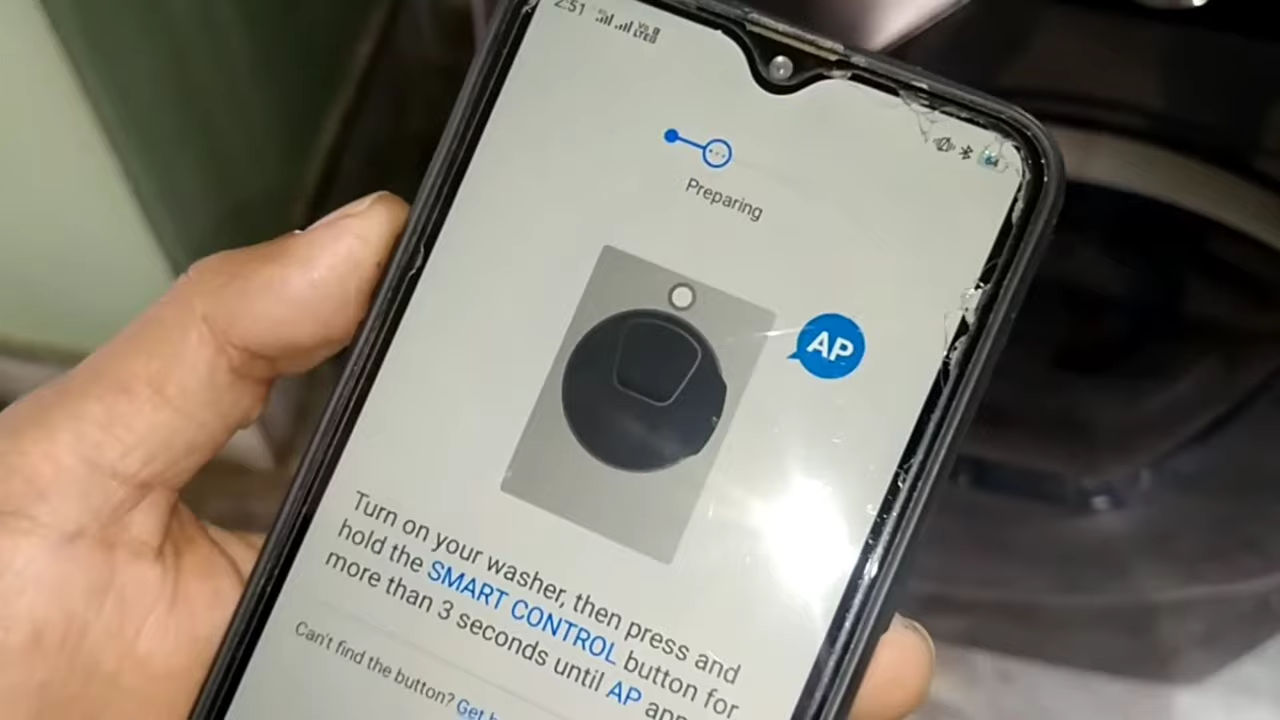 2:51
Preparing
AP
Turn on your washer, then press and
hold the SMART CONTROL button for
more than 3 seconds until AP
Can't find the button? Get